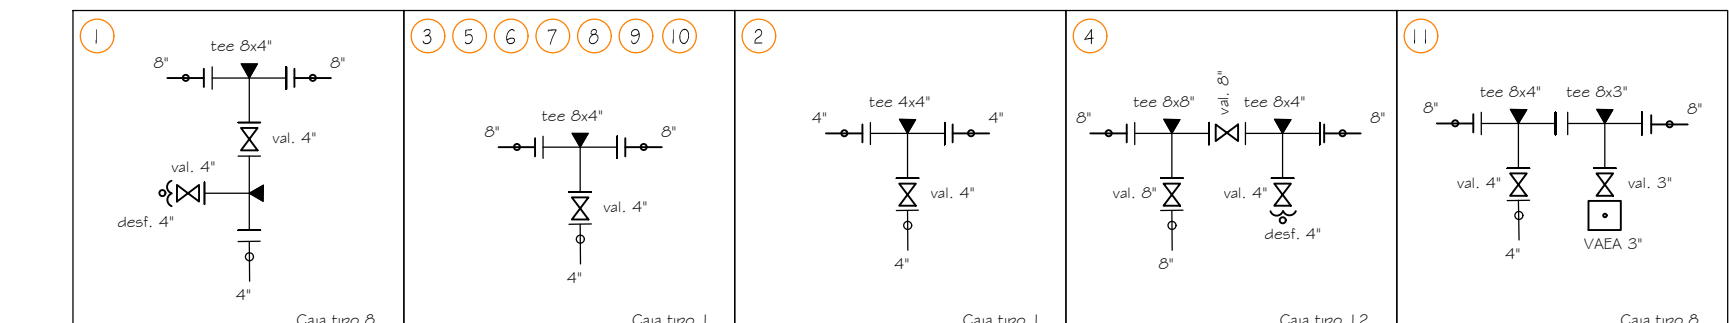 1
tee 8x4"
8"
8"
val. 4"
val. 4"
desf. 4"
4"
Caja tipo 8
3 5 6 7 8 9 10
tee 8x4"
8"
8"
val. 4"
4"
Caja tipo 1
2
tee 4x4"
4"
4"
val. 4"
4"
Caja tipo 1
4
val. 8"
tee 8x8"
tee 8x4"
8"
8"
val. 8"
val. 4"
desf. 4"
8"
Caja tipo 12
11
tee 8x4"
tee 8x3"
8"
8"
val. 4"
val. 3"
VAEA 3"
4"
Caja tipo 8